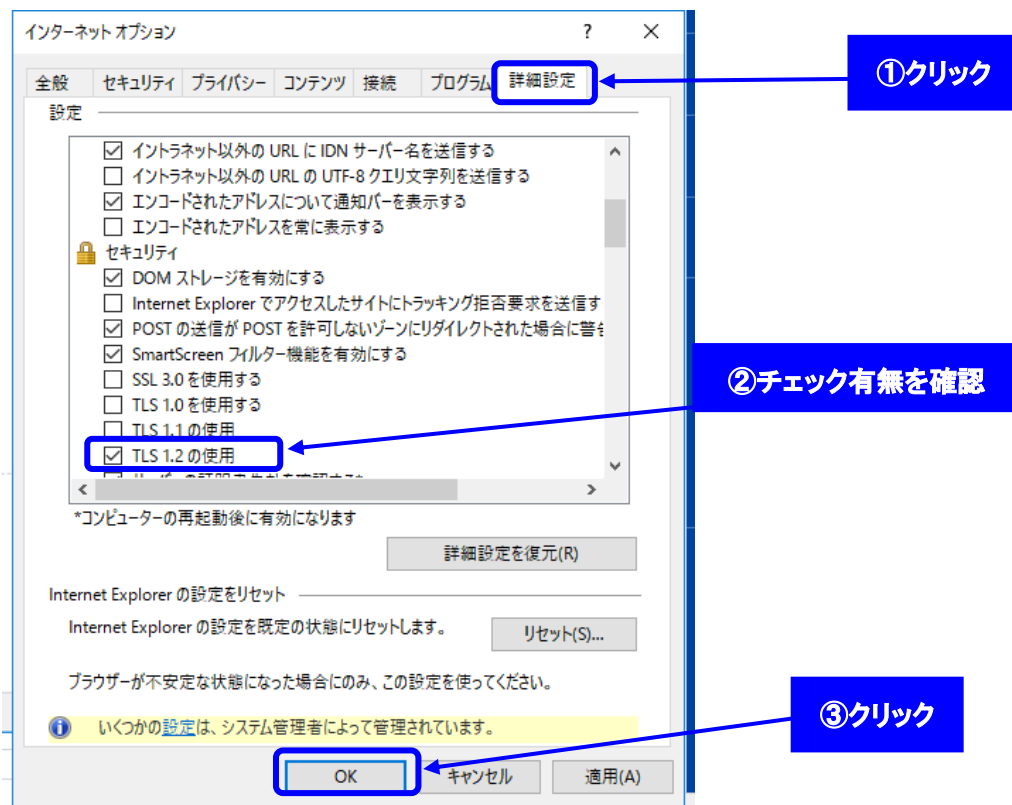 インターネット オプション
?
①クリック
全般 セキュリティ プライバシー コンテンツ 接続 プログラム 詳細設定
設定
イントラネット以外の URL に IDN サーバー名を送信する
イントラネット以外の URL の UTF-8 クエリ文字列を送信する
エンコードされたアドレスについて通知バーを表示する
エンコードされたアドレスを常に表示する
セキュリティ
DOM ストレージを有効にする
Internet Explorer でアクセスしたサイトにトラッキング拒否要求を送信す
POST の送信が POST を許可しないゾーンにリダイレクトされた場合に警
SmartScreen フィルター機能を有効にする
②チェック有無を確認
SSL 3.0 を使用する
TLS 1.0 を使用する
TLS 1.1 の使用
TLS 1.2 の使用
*コンピューターの再起動後に有効になります
詳細設定を復元(R)
Internet Explorer の設定をリセット
Internet Explorer の設定を既定の状態にリセットします。
リセット(S)...
ブラウザーが不安定な状態になった場合にのみ、この設定を使ってください。
③クリック
いくつかの設定は、システム管理者によって管理されています。
OK キャンセル 適用(A)